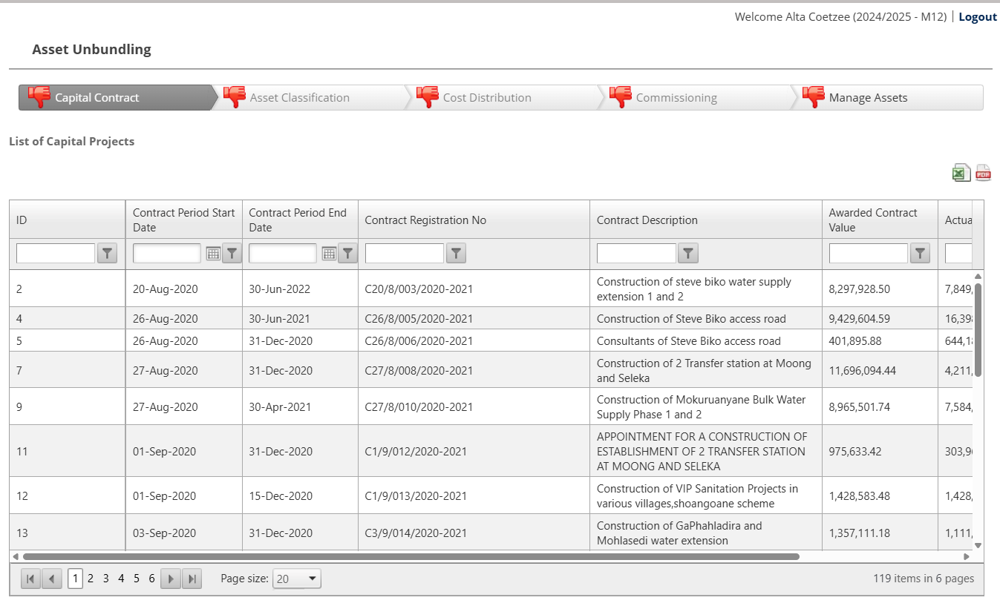 Welcome Alta Coetzee (2024/2025 - M12) | Logout
Asset Unbundling
Capital Contract
Asset Classification
Cost Distribution
Commissioning
Manage Assets
List of Capital Projects
PDF
ID
Contract Period Start
Date
Contract Period End
Date
Contract Registration No
Contract Description
Awarded Contract
Value
Actua
2
20-Aug-2020
30-Jun-2022
C20/8/003/2020-2021
Construction of steve biko water supply
extension 1 and 2
8,297,928.50
7,849,
4
26-Aug-2020
30-Jun-2021
C26/8/005/2020-2021
Construction of Steve Biko access road
9,429,604.59
16,39
5
26-Aug-2020
31-Dec-2020
C26/8/006/2020-2021
Consultants of Steve Biko access road
401,895.88
644,1
7
27-Aug-2020
31-Dec-2020
C27/8/008/2020-2021
Construction of 2 Transfer station at Moong
and Seleka
11,696,094.44
4,211,
9
27-Aug-2020
30-Apr-2021
C27/8/010/2020-2021
Construction of Mokuruanyane Bulk Water
Supply Phase 1 and 2
8,965,501.74
7,584,
11
01-Sep-2020
31-Dec-2020
C1/9/012/2020-2021
APPOINTMENT FOR A CONSTRUCTION OF
ESTABLISHMENT OF 2 TRANSFER STATION
AT MOONG AND SELEKA
975,633.42
303,9
12
01-Sep-2020
15-Dec-2020
C1/9/013/2020-2021
Construction of VIP Sanitation Projects in
various villages,shoangoane scheme
1,428,583.48
1,428,
13
03-Sep-2020
31-Dec-2020
C3/9/014/2020-2021
Construction of GaPhahladira and
Mohlasedi water extension
1,357,111.18
1,111,
1 2 3 4 5 6
Page size: 20
119 items in 6 pages